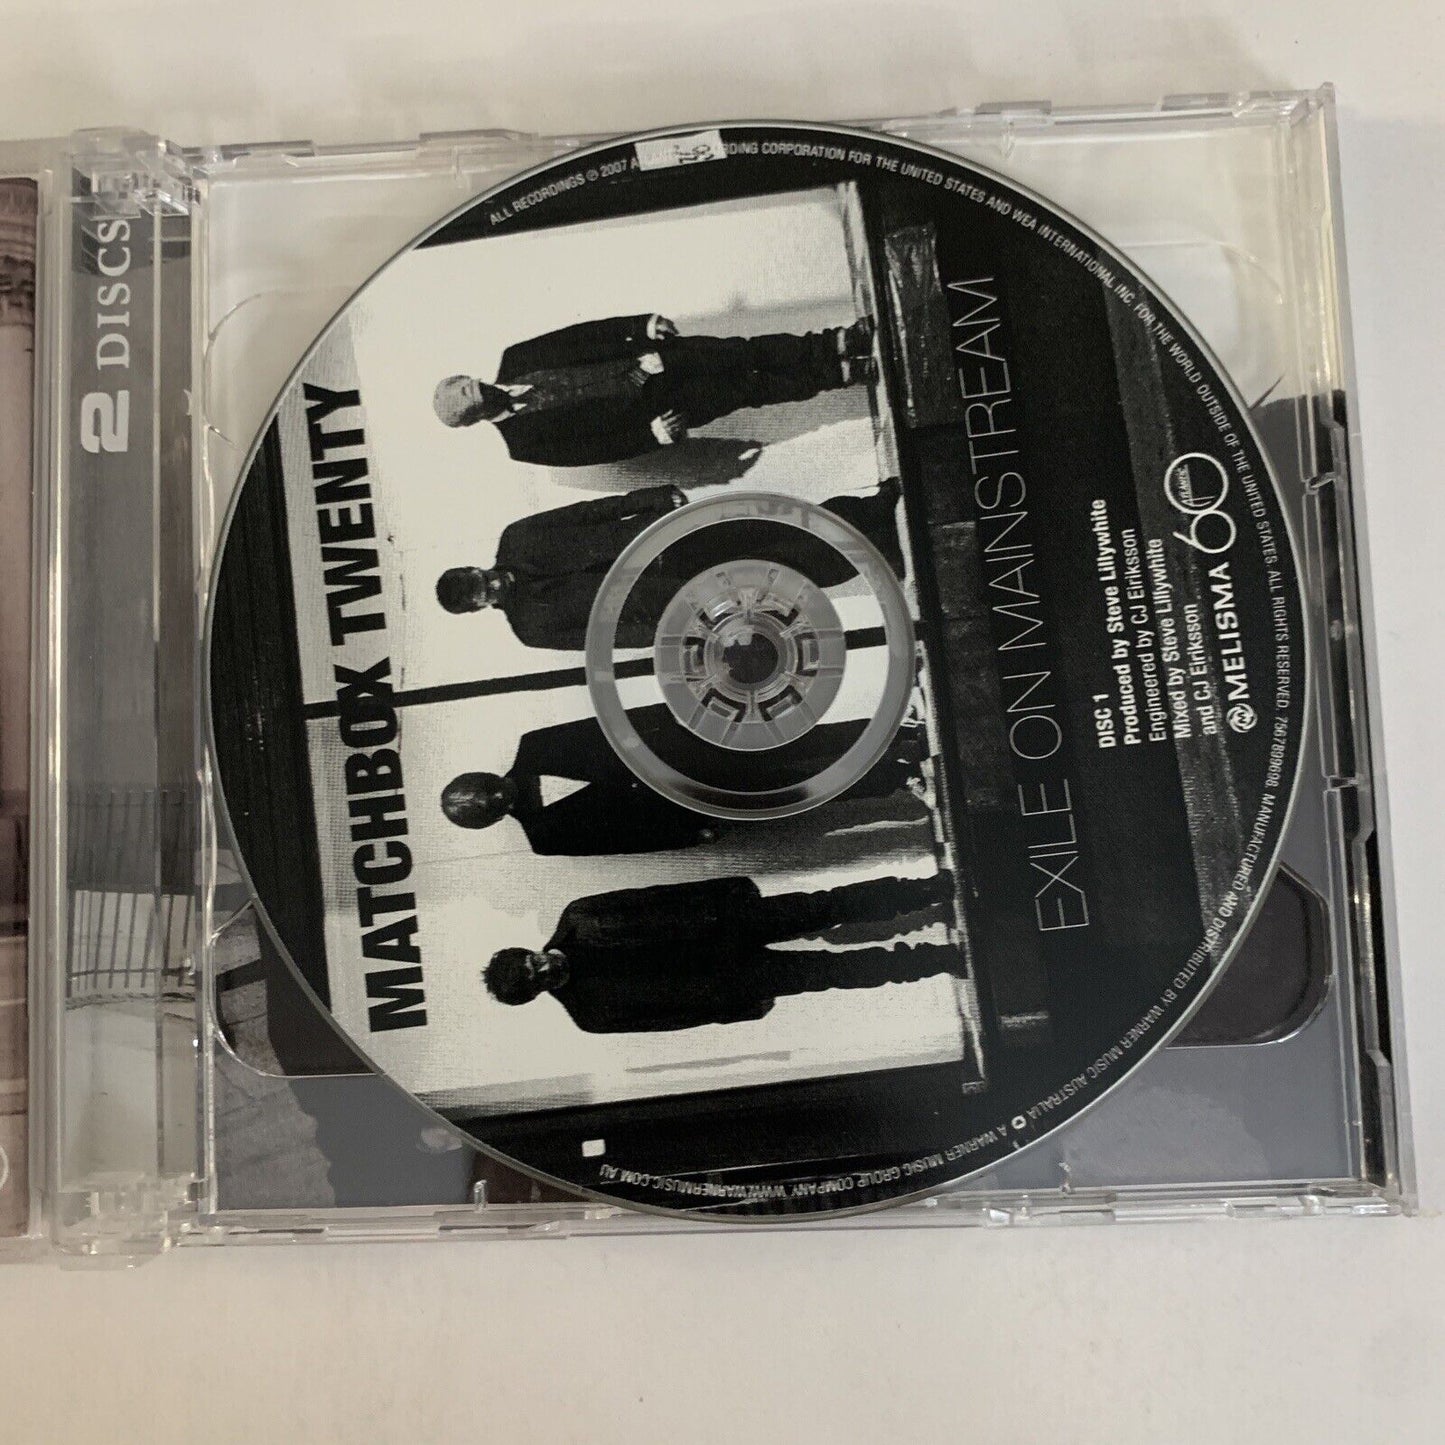 2 DISCS
MATCHBOX TWENTY
EXILE ON MAINSTREAM
DISC 1
Produced by Steve Lillywhite
Engineered by CJ Eiriksson
Mixed by Steve Lillywhite
and CJ Eiriksson
MELISMA
ATLANTIC
60
ALL RECORDINGS ℗ 2007 A RDING CORPORATION FOR THE UNITED STATES AND WEA INTERNATIONAL INC. FOR THE WORLD OUTSIDE OF THE UNITED STATES. ALL RIGHTS RESERVED. 7567899698. MANUFACTURED AND DISTRIBUTED BY WARNER MUSIC AUSTRALIA A WARNER MUSIC GROUP COMPANY WWW.WARNERMUSIC.COM.AU